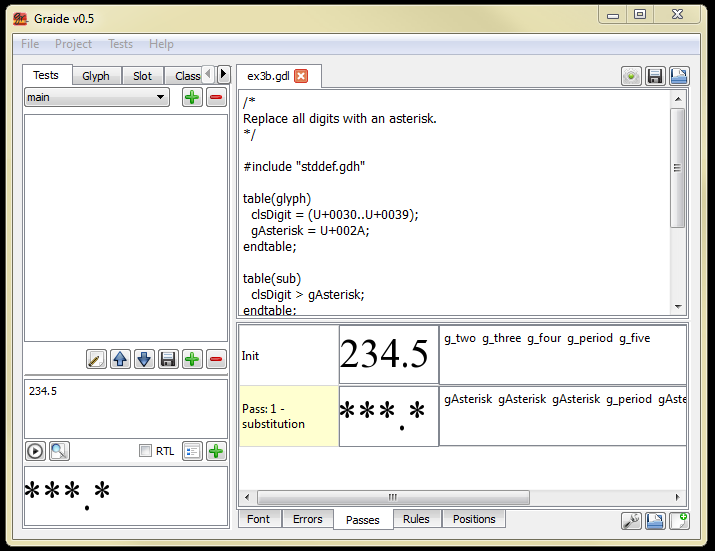 Graide v0.5
File Project Tests Help
Tests Glyph Slot Class
main
234.5
RTL
***.*
ex3b.gdl
/*
Replace all digits with an asterisk.
*/
#include "stddef.gdh"
table(glyph)
clsDigit = (U+0030..U+0039);
gAsterisk = U+002A;
endtable;
table(sub)
clsDigit > gAsterisk;
endtable;
Init 234.5 g_two g_three g_four g_period g_five
Pass: 1 - substitution ***.* gAsterisk gAsterisk gAsterisk g_period gAste
Font Errors Passes Rules Positions